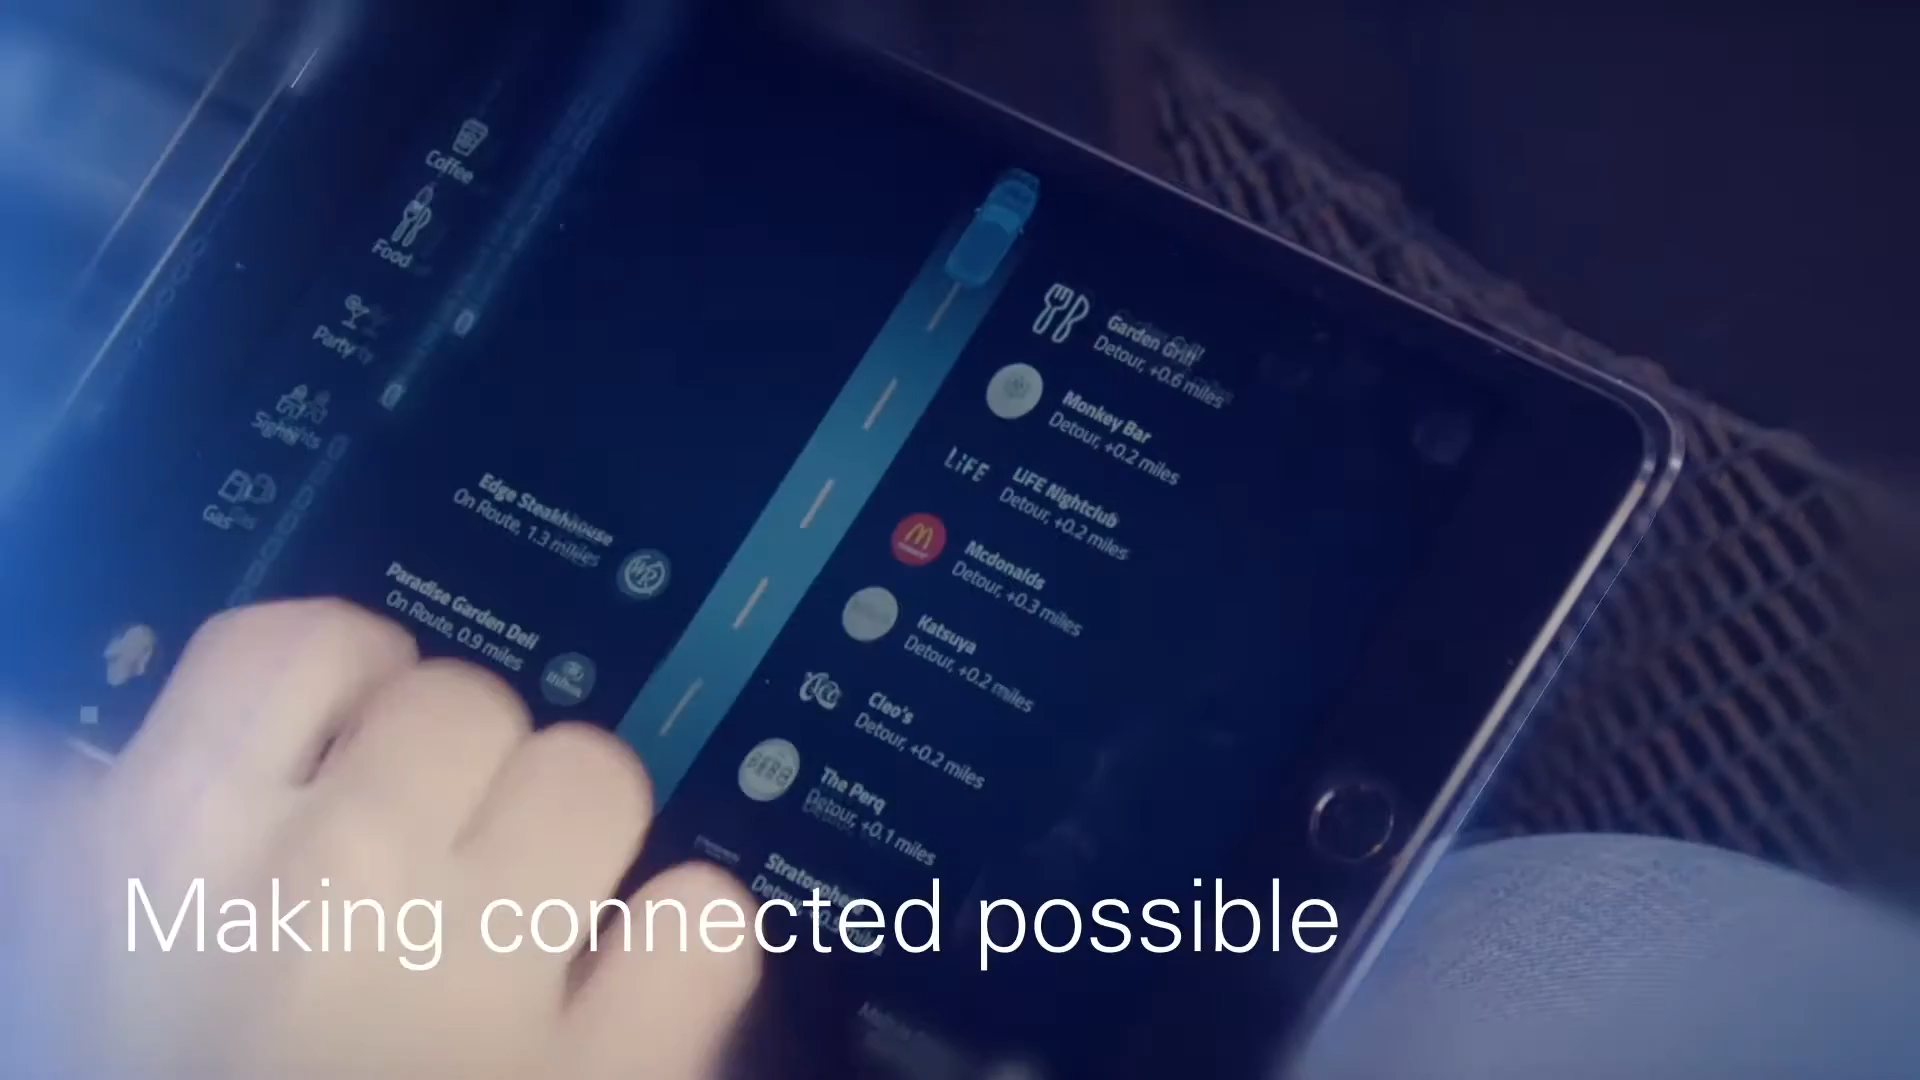 Coffee
Food
Party
Sights
Gas
Edge Steakhouse
On Route, 1.3 miles
Paradise Garden Deli
On Route, 0.9 miles
Garden Grill
Detour, +0.6 miles
Monkey Bar
Detour, +0.2 miles
LiFE
LiFE Nightclub
Detour, +0.2 miles
Mcdonalds
Detour, +0.3 miles
Katsuya
Detour, +0.2 miles
Cleo's
Detour, +0.2 miles
The Perq
Detour, +0.1 miles
Making connected possible